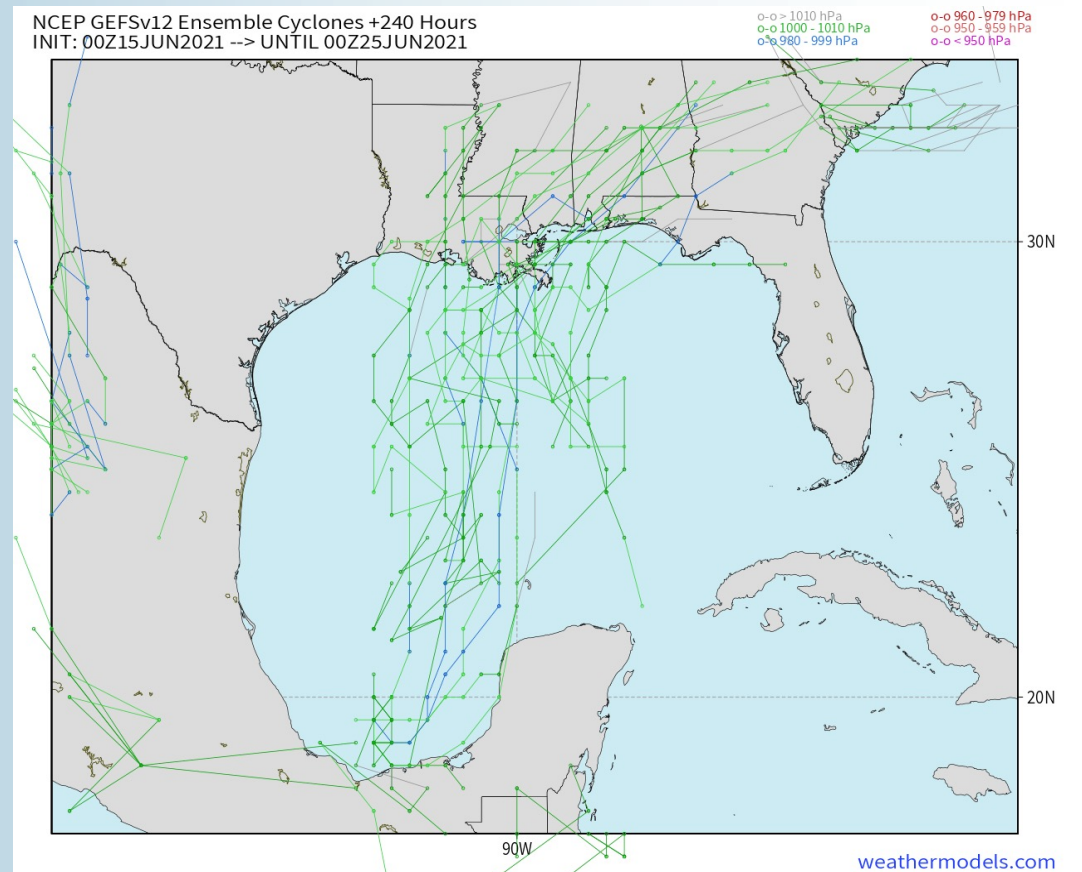 NCEP GEFSv12 Ensemble Cyclones +240 Hours
INIT: 00Z15JUN2021 --> UNTIL 00Z25JUN2021
o-o > 1010 hPa
o-o 1000 - 1010 hPa
o-o 980 - 999 hPa
o-o 960 - 979 hPa
o-o 950 - 959 hPa
o-o < 950 hPa
30N
20N
90W
weathermodels.com